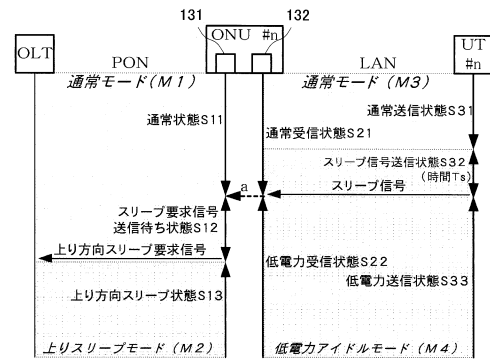 131
132
OLT
PON
ONU #n
LAN
UT
#n
通常モード(M1)
通常モード(M3)
通常送信状態S31
通常状態S11
通常受信状態S21
スリープ信号送信状態S32
(時間Ts)
a
スリープ信号
スリープ要求信号
送信待ち状態S12
上り方向スリープ要求信号
低電力受信状態S22
低電力送信状態S33
上り方向スリープ状態S13
上りスリープモード(M2)
低電力アイドルモード(M4)